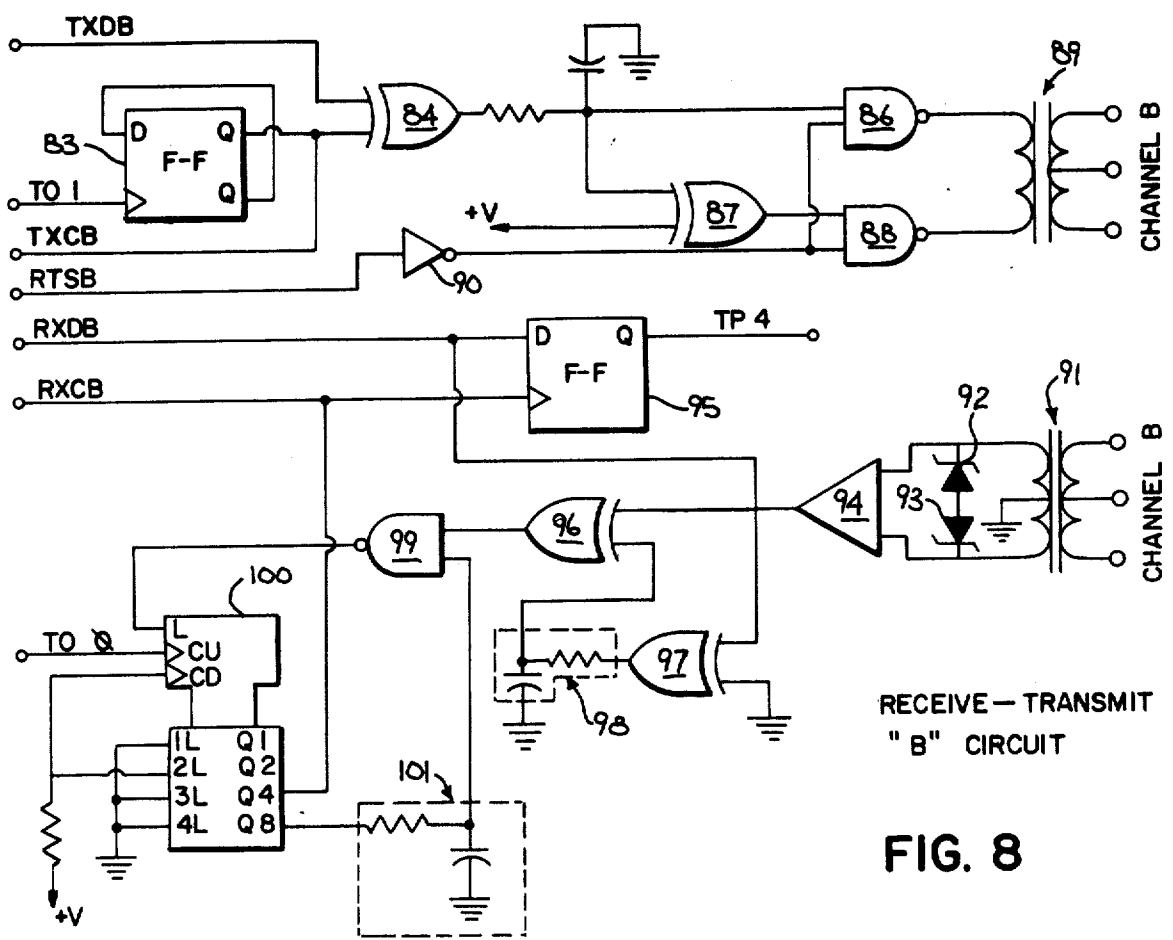 TXDB
89
84
86
CHANNEL B
83
D Q
F-F
Q
TO 1
+V
87
88
TXCB
90
RTSB
RXDB
D Q
F-F
TP 4
95
RXCB
92
91
93
94
CHANNEL B
96
99
100
L
TO Ø
CU
CD
97
98
RECEIVE—TRANSMIT
"B" CIRCUIT
1L Q1
2L Q2
3L Q4
4L Q8
101
+V
FIG. 8